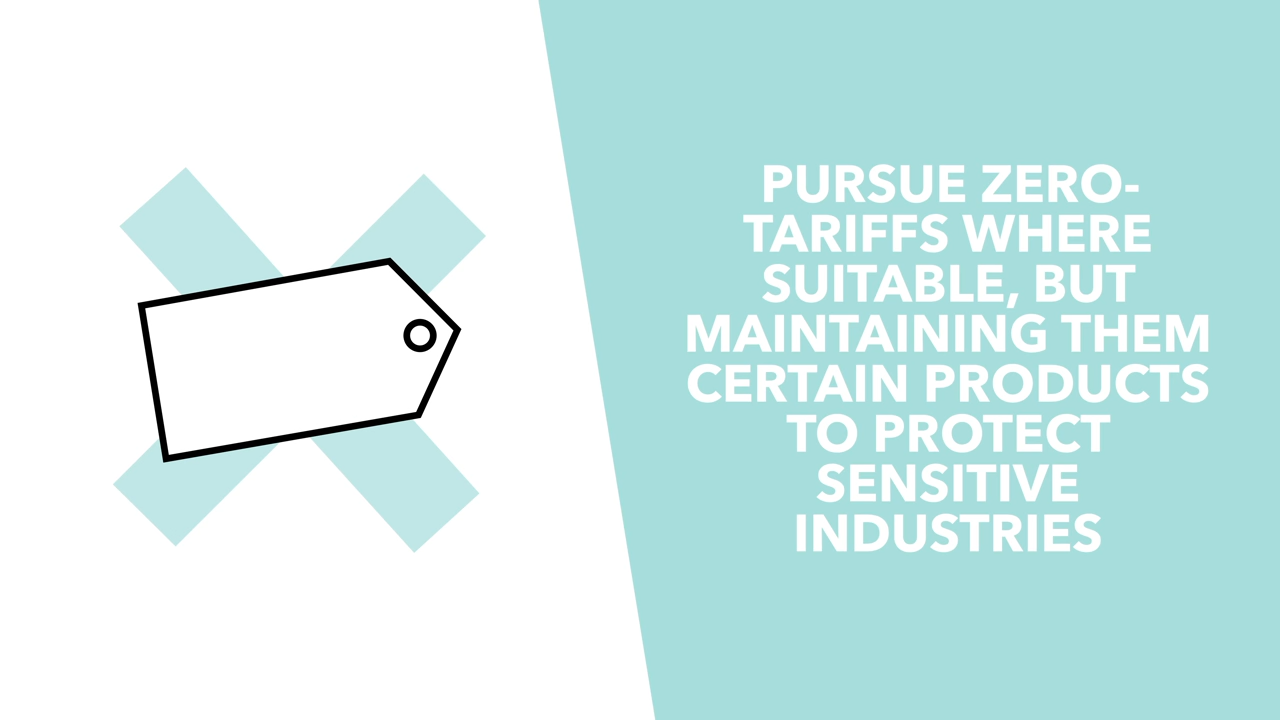 PURSUE ZERO-
TARIFFS WHERE
SUITABLE, BUT
MAINTAINING THEM
CERTAIN PRODUCTS
TO PROTECT
SENSITIVE
INDUSTRIES